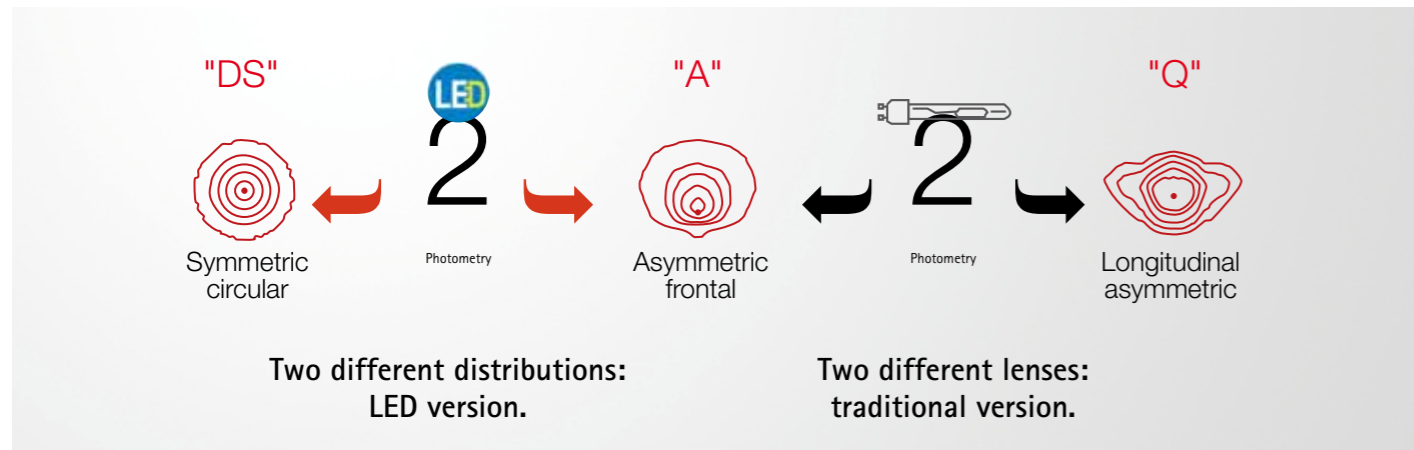 "DS"
LED
2
Photometry
"A"
2
Photometry
"Q"
Symmetric
circular
Asymmetric
frontal
Longitudinal
asymmetric
Two different distributions:
LED version.
Two different lenses:
traditional version.